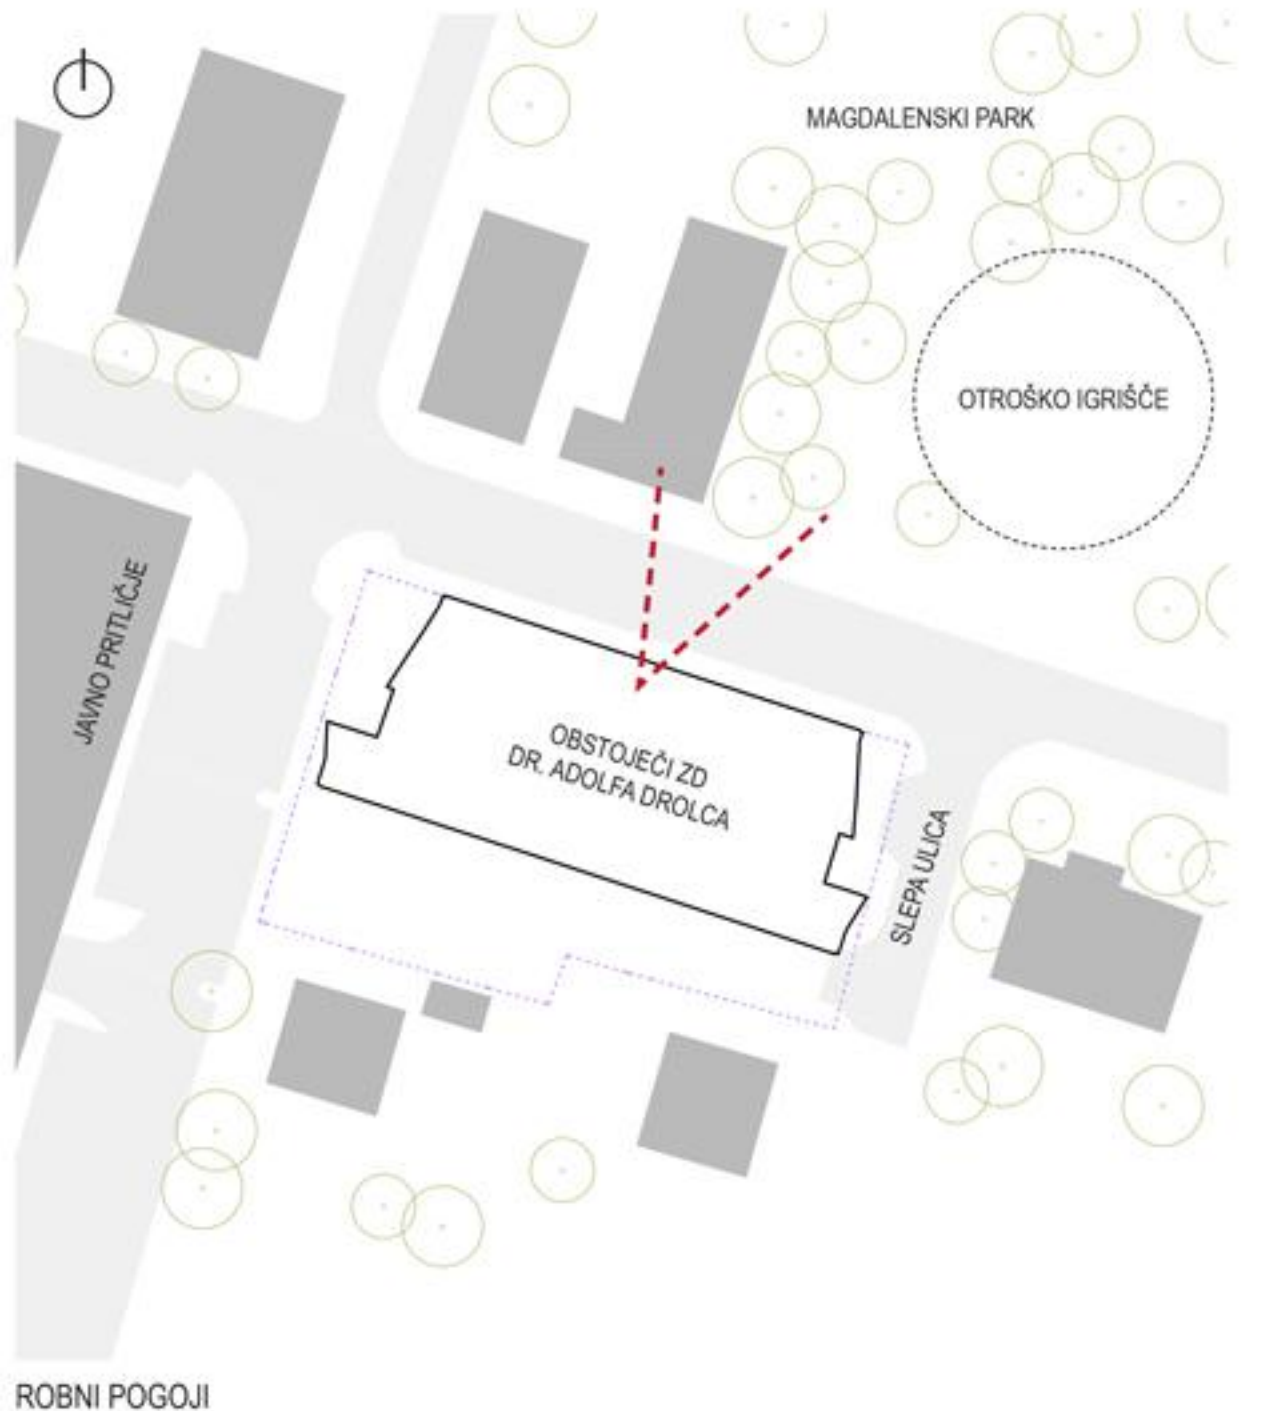 MAGDALENSKI PARK
OTROŠKO IGRIŠČE
JAVNO PRITLIČJE
OBSTOJEČI ZD
DR. ADOLFA DROLCA
SLEPA ULICA
ROBNI POGOJI